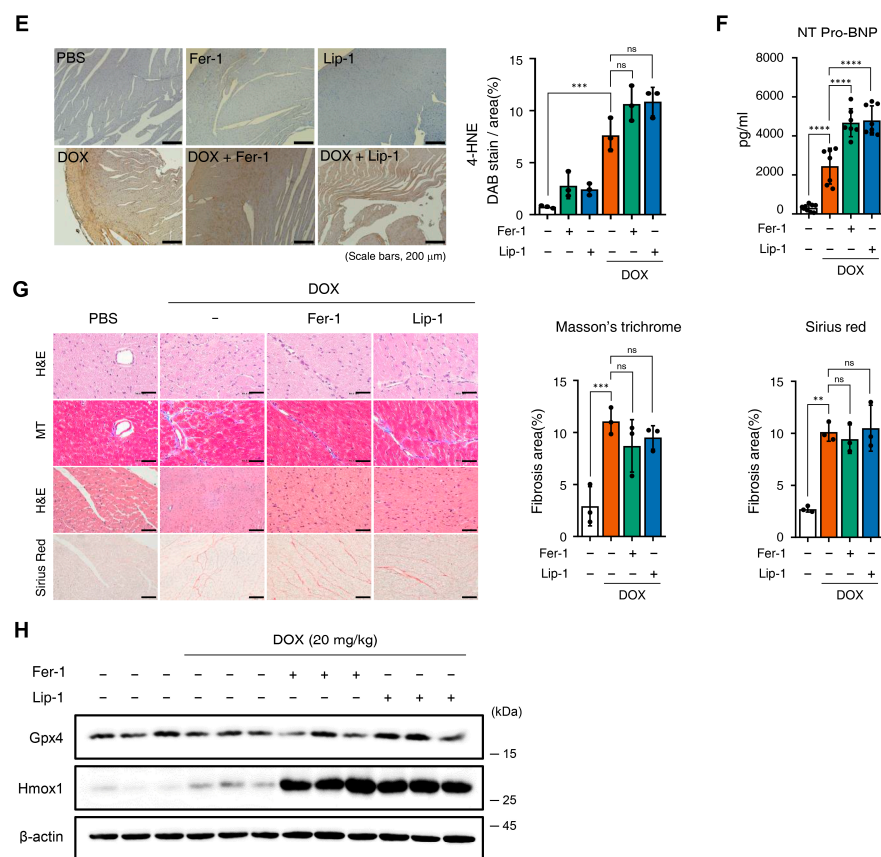 E
PBS
Fer-1
Lip-1
DOX
DOX + Fer-1
DOX + Lip-1
(Scale bars, 200 μm)
4-HNE
DAB stain / area(%)
15
10
5
0
***
ns
ns
Fer-1 – + – – + –
Lip-1 – – + – – +
DOX
F
NT Pro-BNP
pg/ml
8000
6000
4000
2000
0
****
****
****
Fer-1 – – + –
Lip-1 – – – +
DOX
G
DOX
PBS – Fer-1 Lip-1
H&E
MT
H&E
Sirius Red
Masson's trichrome
Fibrosis area(%)
15
10
5
0
***
ns
ns
Fer-1 – – + –
Lip-1 – – – +
DOX
Sirius red
Fibrosis area(%)
15
10
5
0
**
ns
ns
Fer-1 – – + –
Lip-1 – – – +
DOX
H
DOX (20 mg/kg)
Fer-1 – – – – – – + + + – – –
Lip-1 – – – – – – – – – + + +
(kDa)
Gpx4
– 15
Hmox1
– 25
β-actin
– 45